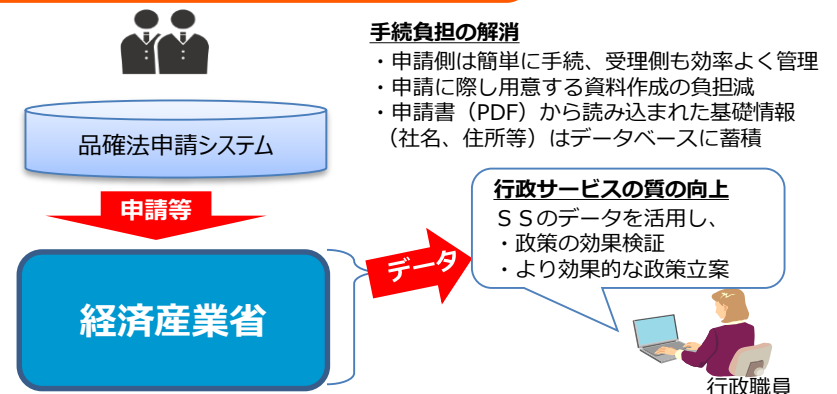 手続負担の解消
・申請側は簡単に手続、受理側も効率よく管理
・申請に際し用意する資料作成の負担減
・申請書（PDF）から読み込まれた基礎情報
（社名、住所等）はデータベースに蓄積
品確法申請システム
申請等
経済産業省
データ
行政サービスの質の向上
ＳＳのデータを活用し、
・政策の効果検証
・より効果的な政策立案
行政職員